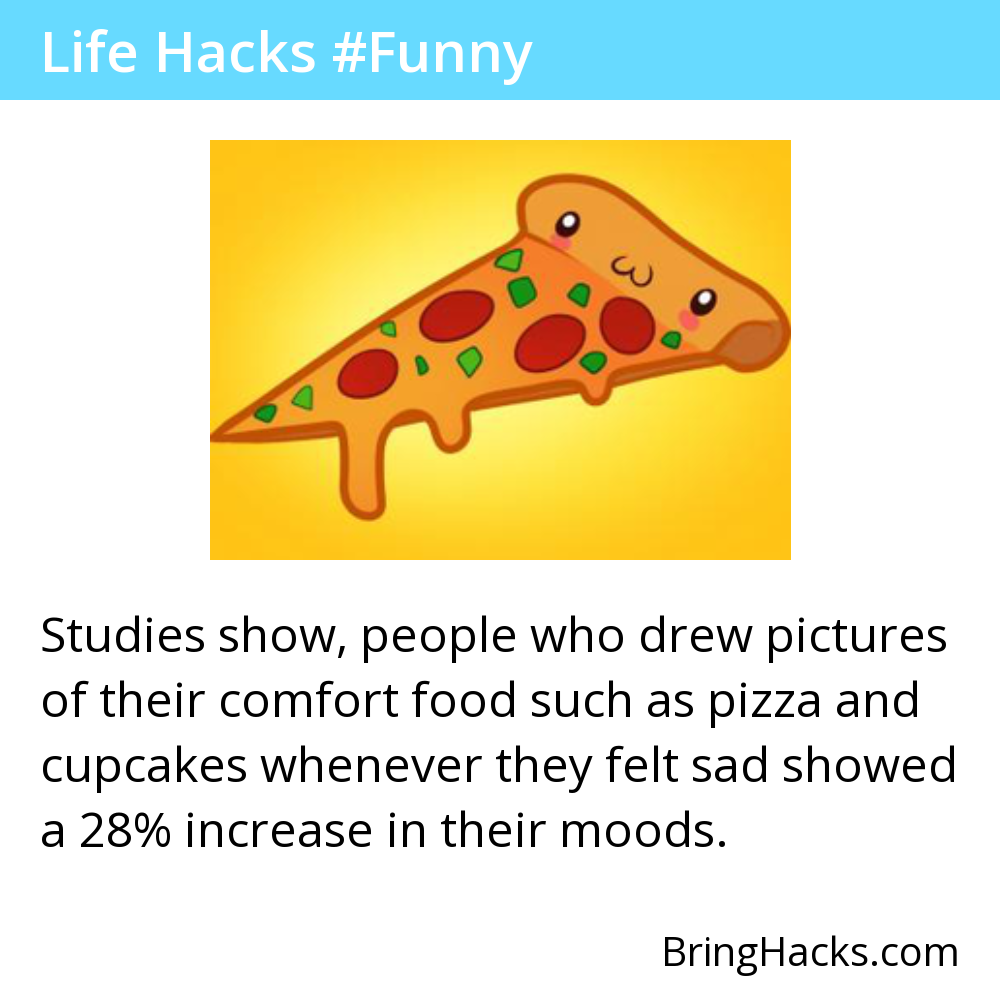 Life Hacks #Funny
Studies show, people who drew pictures
of their comfort food such as pizza and
cupcakes whenever they felt sad showed
a 28% increase in their moods.
BringHacks.com